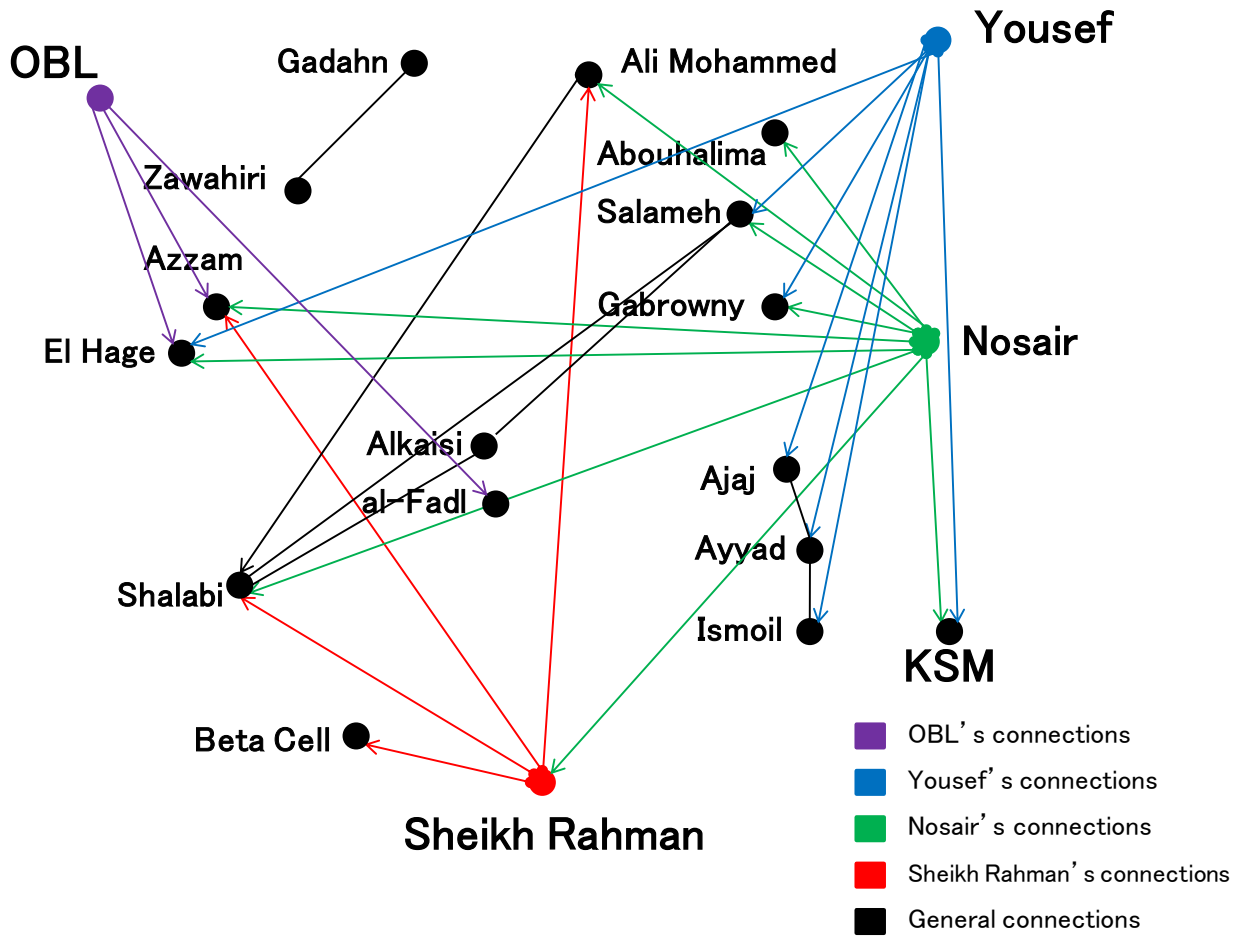 Yousef
OBL
Gadahn
Ali Mohammed
Abouhalima
Zawahiri
Salameh
Azzam
Gabrowny
El Hage
Nosair
Alkaisi
Ajaj
al-Fadl
Ayyad
Shalabi
Ismoil
KSM
Beta Cell
OBL's connections
Yousef's connections
Sheikh Rahman
Nosair's connections
Sheikh Rahman's connections
General connections